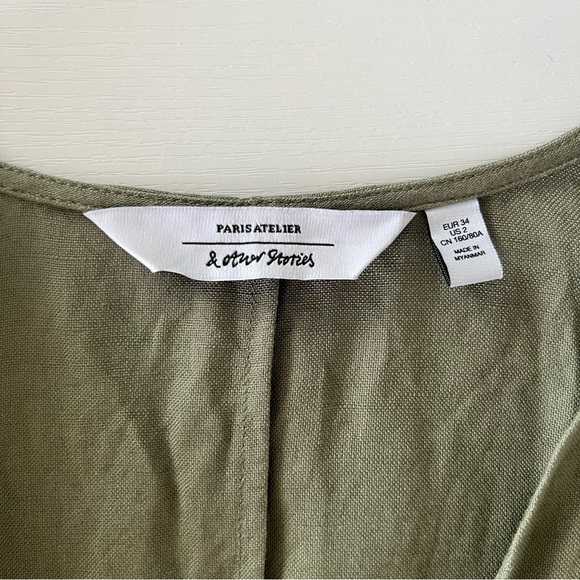 PARIS ATELIER
& other Stories
EUR 34
US 2
CN 160/80A
MADE IN
MYANMAR